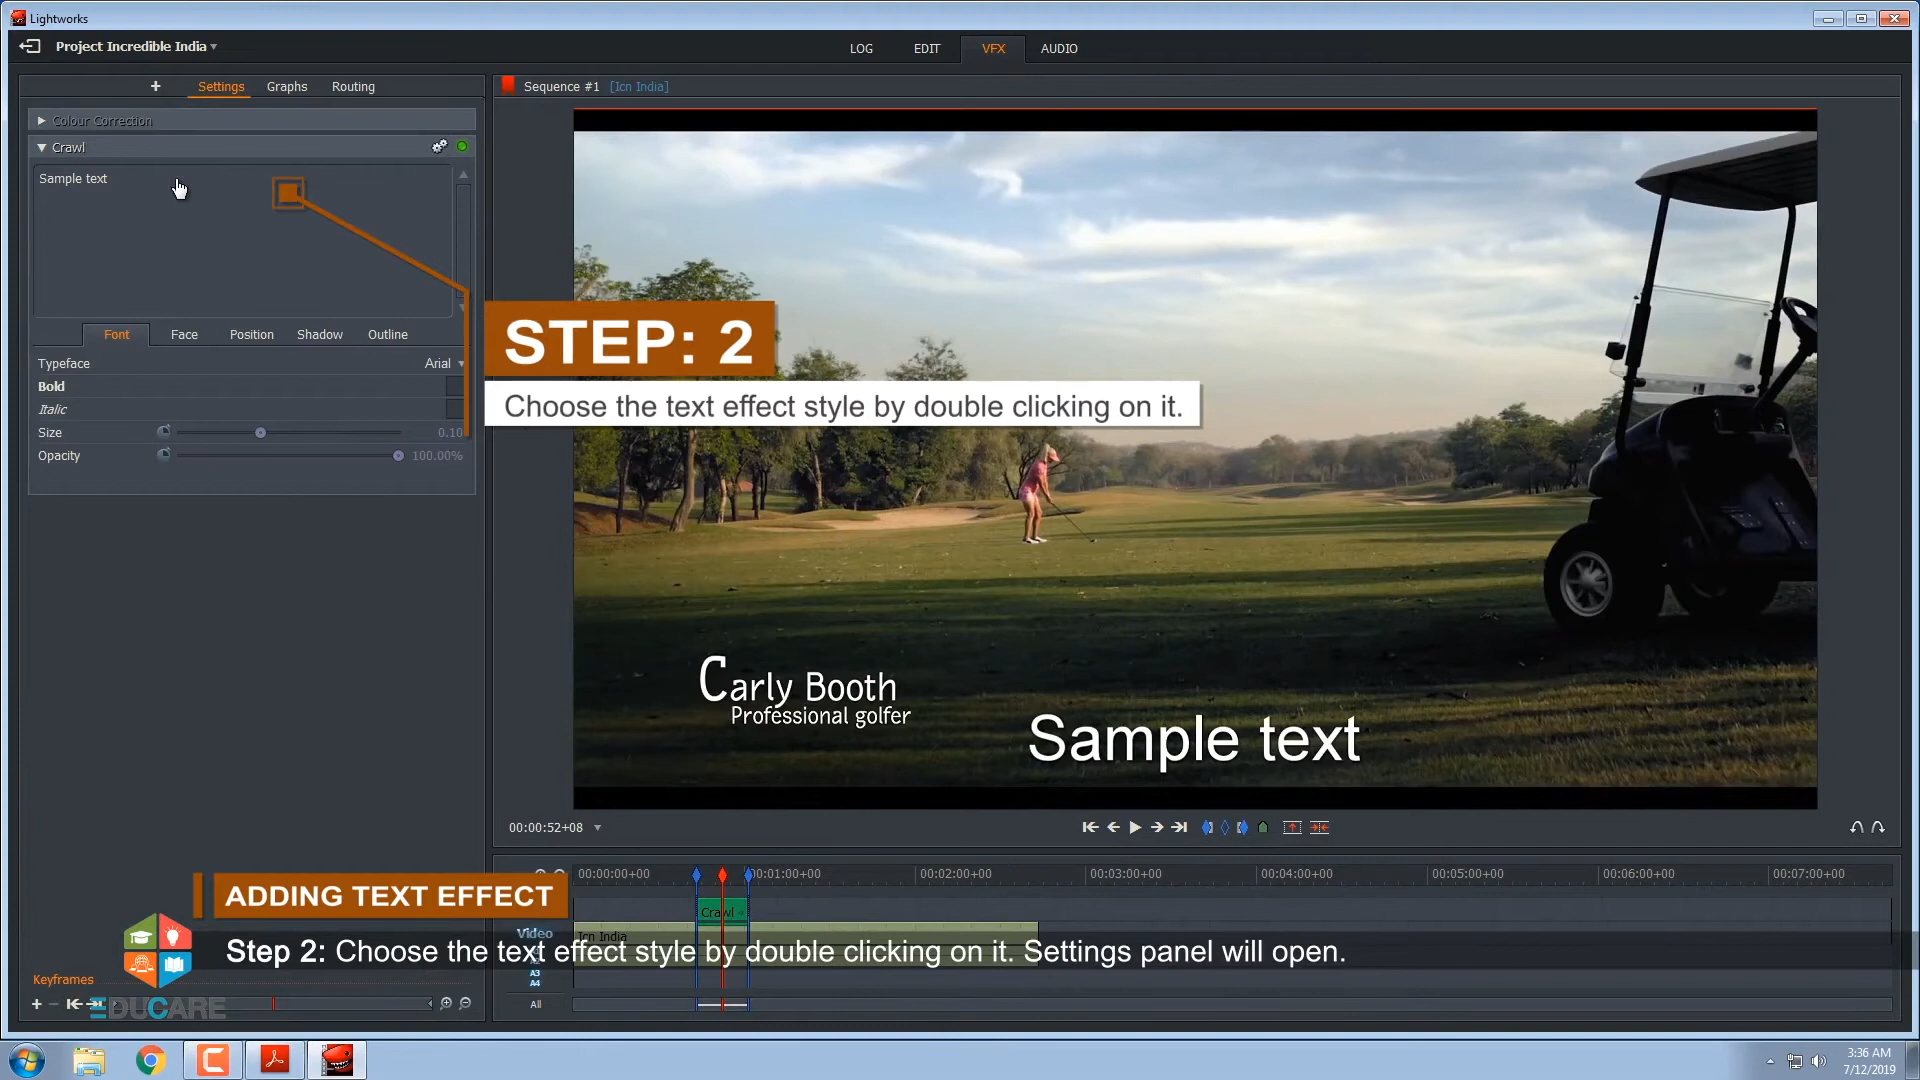 Lightworks
Project Incredible India
LOG EDIT VFX AUDIO
+ Settings Graphs Routing
Sequence #1 [Icn India]
Colour Correction
Crawl
Sample text
STEP: 2
Choose the text effect style by double clicking on it.
Font Face Position Shadow Outline
Typeface Arial
Bold
Italic
Size 0.10
Opacity 100.00%
Carly Booth
Professional golfer
Sample text
00:00:52+08
00:00:00+00 00:01:00+00 00:02:00+00 00:03:00+00 00:04:00+00 00:05:00+00 00:06:00+00 00:07:00+00
ADDING TEXT EFFECT
Crawl
Video Icn India
Step 2: Choose the text effect style by double clicking on it. Settings panel will open.
A3
A4
All
Keyframes
EDUCARE
3:36 AM
7/12/2019